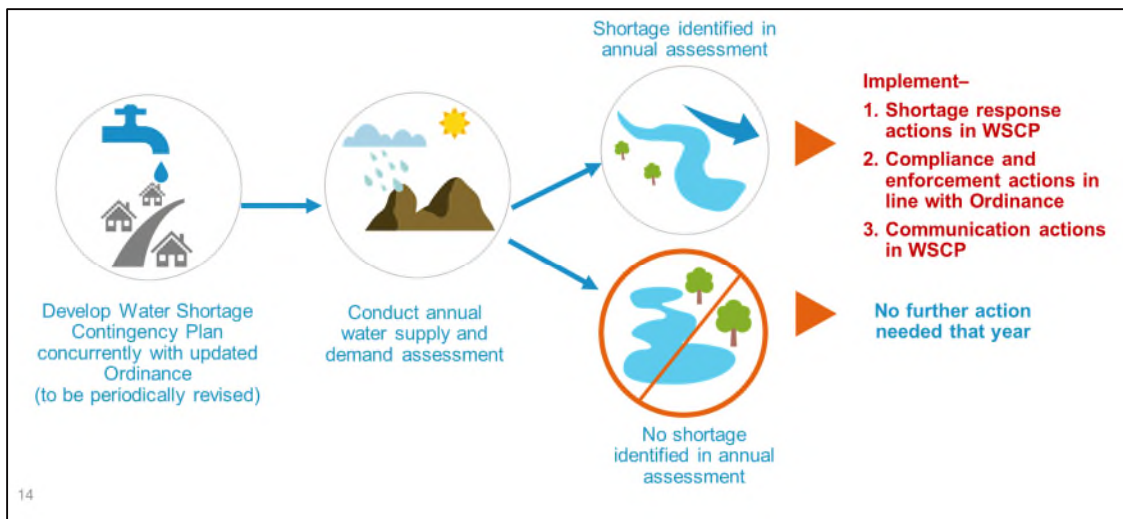 Shortage identified in
annual assessment
Implement–
1. Shortage response
actions in WSCP
2. Compliance and
enforcement actions in
line with Ordinance
3. Communication actions
in WSCP
Develop Water Shortage
Contingency Plan
concurrently with updated
Ordinance
(to be periodically revised)
Conduct annual
water supply and
demand assessment
No further action
needed that year
No shortage
identified in annual
assessment
14